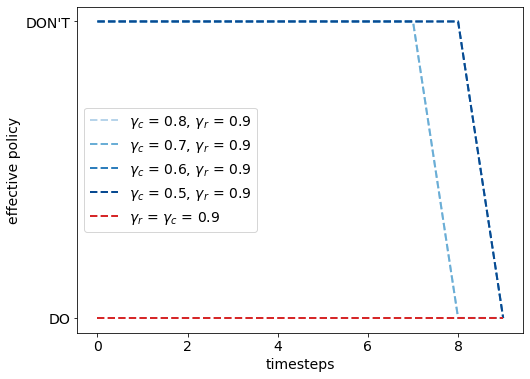 DON'T
effective policy
γc = 0.8, γr = 0.9
γc = 0.7, γr = 0.9
γc = 0.6, γr = 0.9
γc = 0.5, γr = 0.9
γr = γc = 0.9
DO
0 2 4 6 8
timesteps